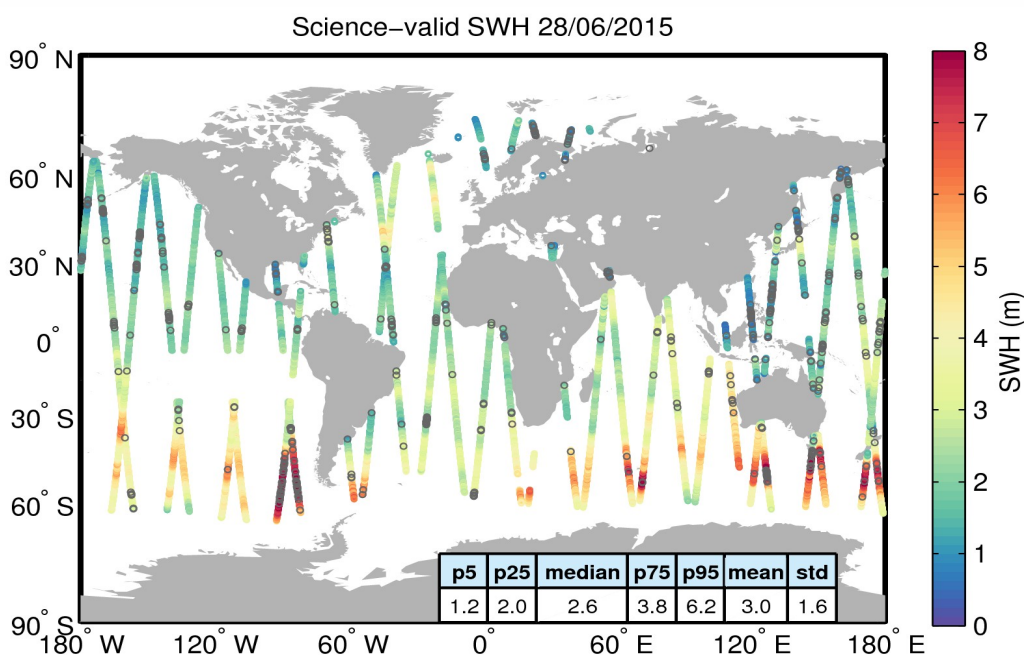 Science−valid SWH 28/06/2015
90° N
60° N
30° N
0°
30° S
60° S
90° S
180° W
120° W
60° W
0°
60° E
120° E
180° E
p5 p25 median p75 p95 mean std
1.2 2.0 2.6 3.8 6.2 3.0 1.6
8
7
6
5
4
3
2
1
0
SWH (m)